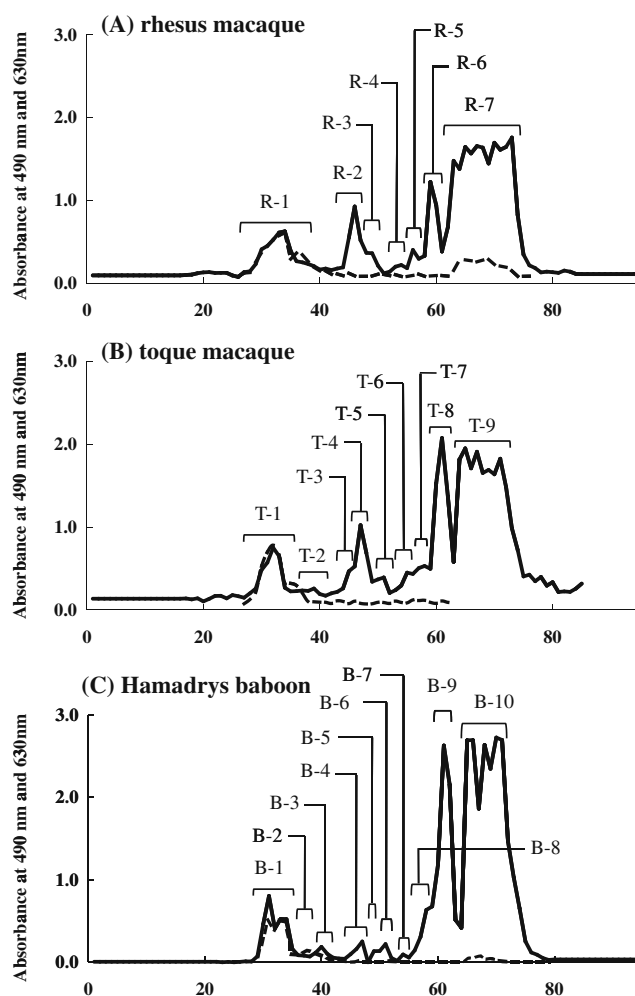 (A) rhesus macaque
Absorbance at 490 nm and 630nm
3.0
2.0
1.0
0.0
0
20
40
60
80
R-1
R-2
R-3
R-4
R-5
R-6
R-7
(B) toque macaque
Absorbance at 490 nm and 630nm
3.0
2.0
1.0
0.0
0
20
40
60
80
T-1
T-2
T-3
T-4
T-5
T-6
T-7
T-8
T-9
(C) Hamadrys baboon
Absorbance at 490 nm and 630nm
3.0
2.0
1.0
0.0
0
20
40
60
80
B-1
B-2
B-3
B-4
B-5
B-6
B-7
B-8
B-9
B-10